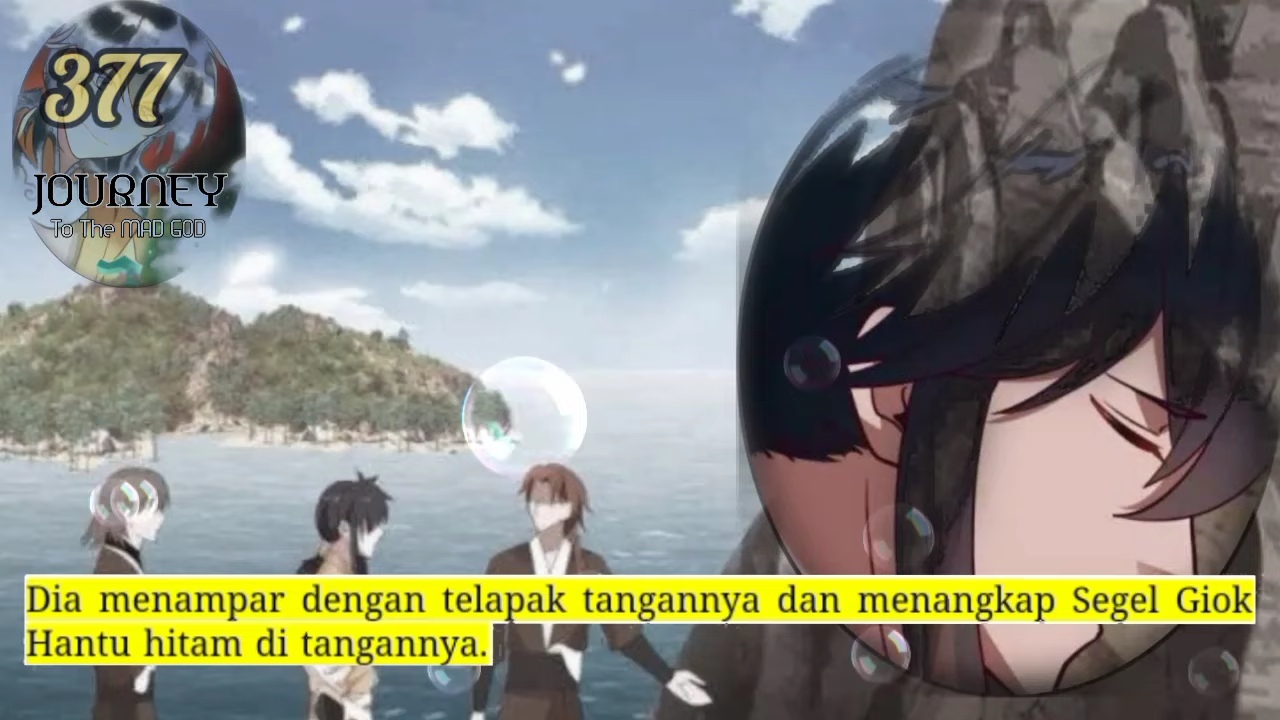 377
JOURNEY
To The MAD GOD
Dia menampar dengan telapak tangannya dan menangkap Segel Giok
Hantu hitam di tangannya.